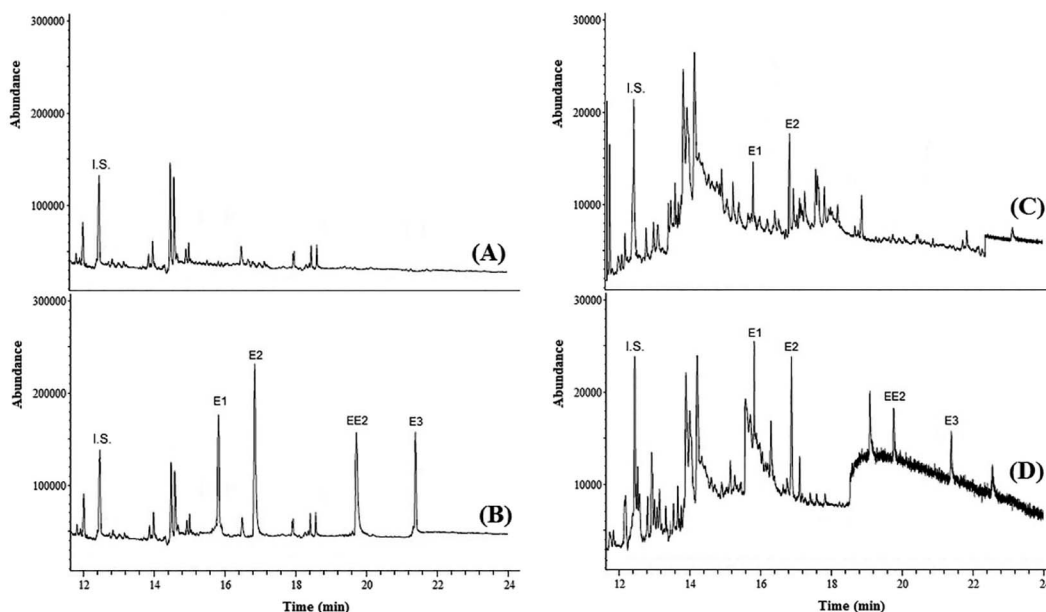 300000
200000
100000
Abundance
I.S.
(A)
300000
200000
100000
Abundance
I.S.
E1
E2
EE2
E3
(B)
12 14 16 18 20 22 24
Time (min)
30000
20000
10000
Abundance
I.S.
E1
E2
(C)
30000
20000
10000
Abundance
I.S.
E1
E2
EE2
E3
(D)
12 14 16 18 20 22 24
Time (min)